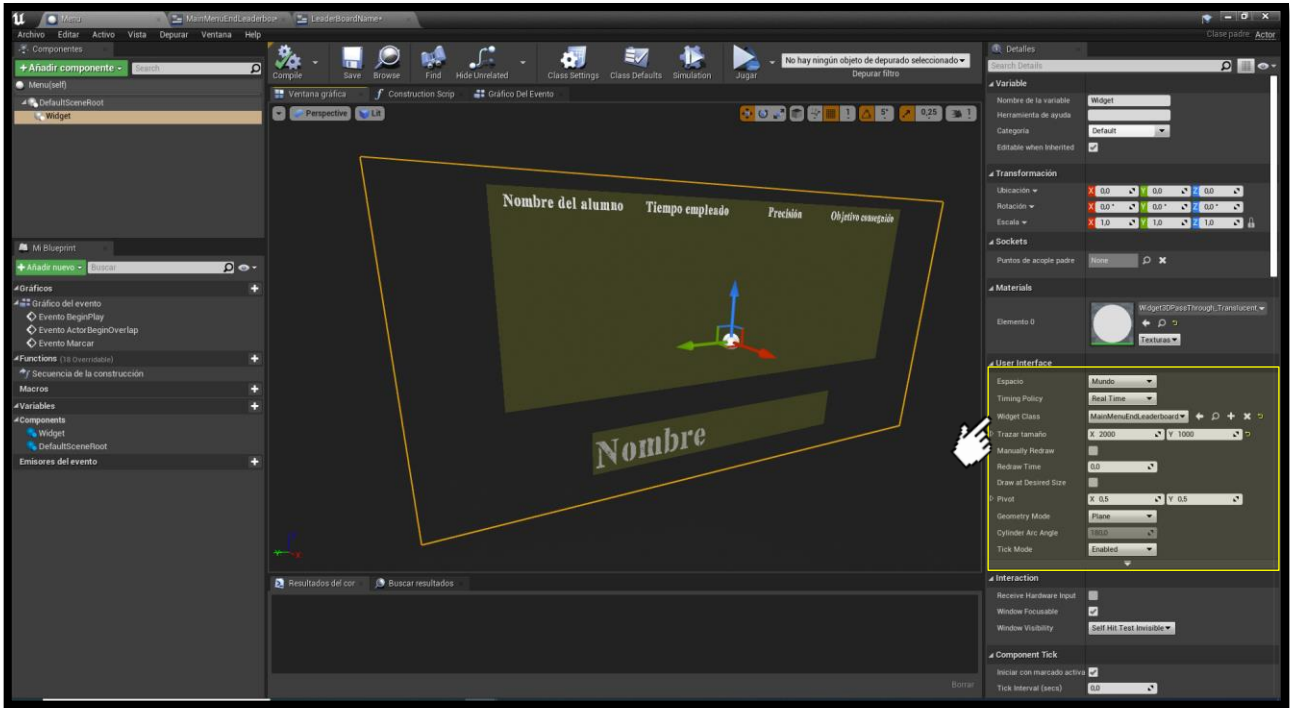 Menu
MainMenuEndLeaderboar
LeaderBoardName+
Archivo Editar Activo Vista Depurar Ventana Help
Clase padre: Actor
Componentes
+Añadir componente
Search
Menu(self)
DefaultSceneRoot
Widget
Compile
Save
Browse
Find
Hide Unrelated
Class Settings
Class Defaults
Simulation
Jugar
No hay ningún objeto de depurado seleccionado
Depurar filtro
Ventana gráfica
Construction Scrip
Gráfico Del Evento
Perspective
Lit
1
5°
0,25
1
Nombre del alumno
Tiempo empleado
Precisión
Objetivo conseguido
Nombre
Mi Blueprint
+Añadir nuevo
Buscar
Gráficos
Gráfico del evento
Evento BeginPlay
Evento ActorBeginOverlap
Evento Marcar
Functions (18 Overridable)
Secuencia de la construcción
Macros
Variables
Components
Widget
DefaultSceneRoot
Emisores del evento
Resultados del cor
Buscar resultados
Borrar
Detalles
Search Details
Variable
Nombre de la variable Widget
Herramienta de ayuda
Categoría Default
Editable when Inherited
Transformación
Ubicación X 0,0 Y 0,0 Z 0,0
Rotación X 0,0° Y 0,0° Z 0,0°
Escala X 1,0 Y 1,0 Z 1,0
Sockets
Puntos de acople padre None
Materials
Elemento 0
Widget3DPassThrough_Translucent
Texturas
User Interface
Espacio Mundo
Timing Policy Real Time
Widget Class MainMenuEndLeaderboard
Trazar tamaño X 2000 Y 1000
Manually Redraw
Redraw Time 0,0
Draw at Desired Size
Pivot X 0,5 Y 0,5
Geometry Mode Plane
Cylinder Arc Angle 180,0
Tick Mode Enabled
Interaction
Receive Hardware Input
Window Focusable
Window Visibility Self Hit Test Invisible
Component Tick
Iniciar con marcado activa
Tick Interval (secs) 0,0